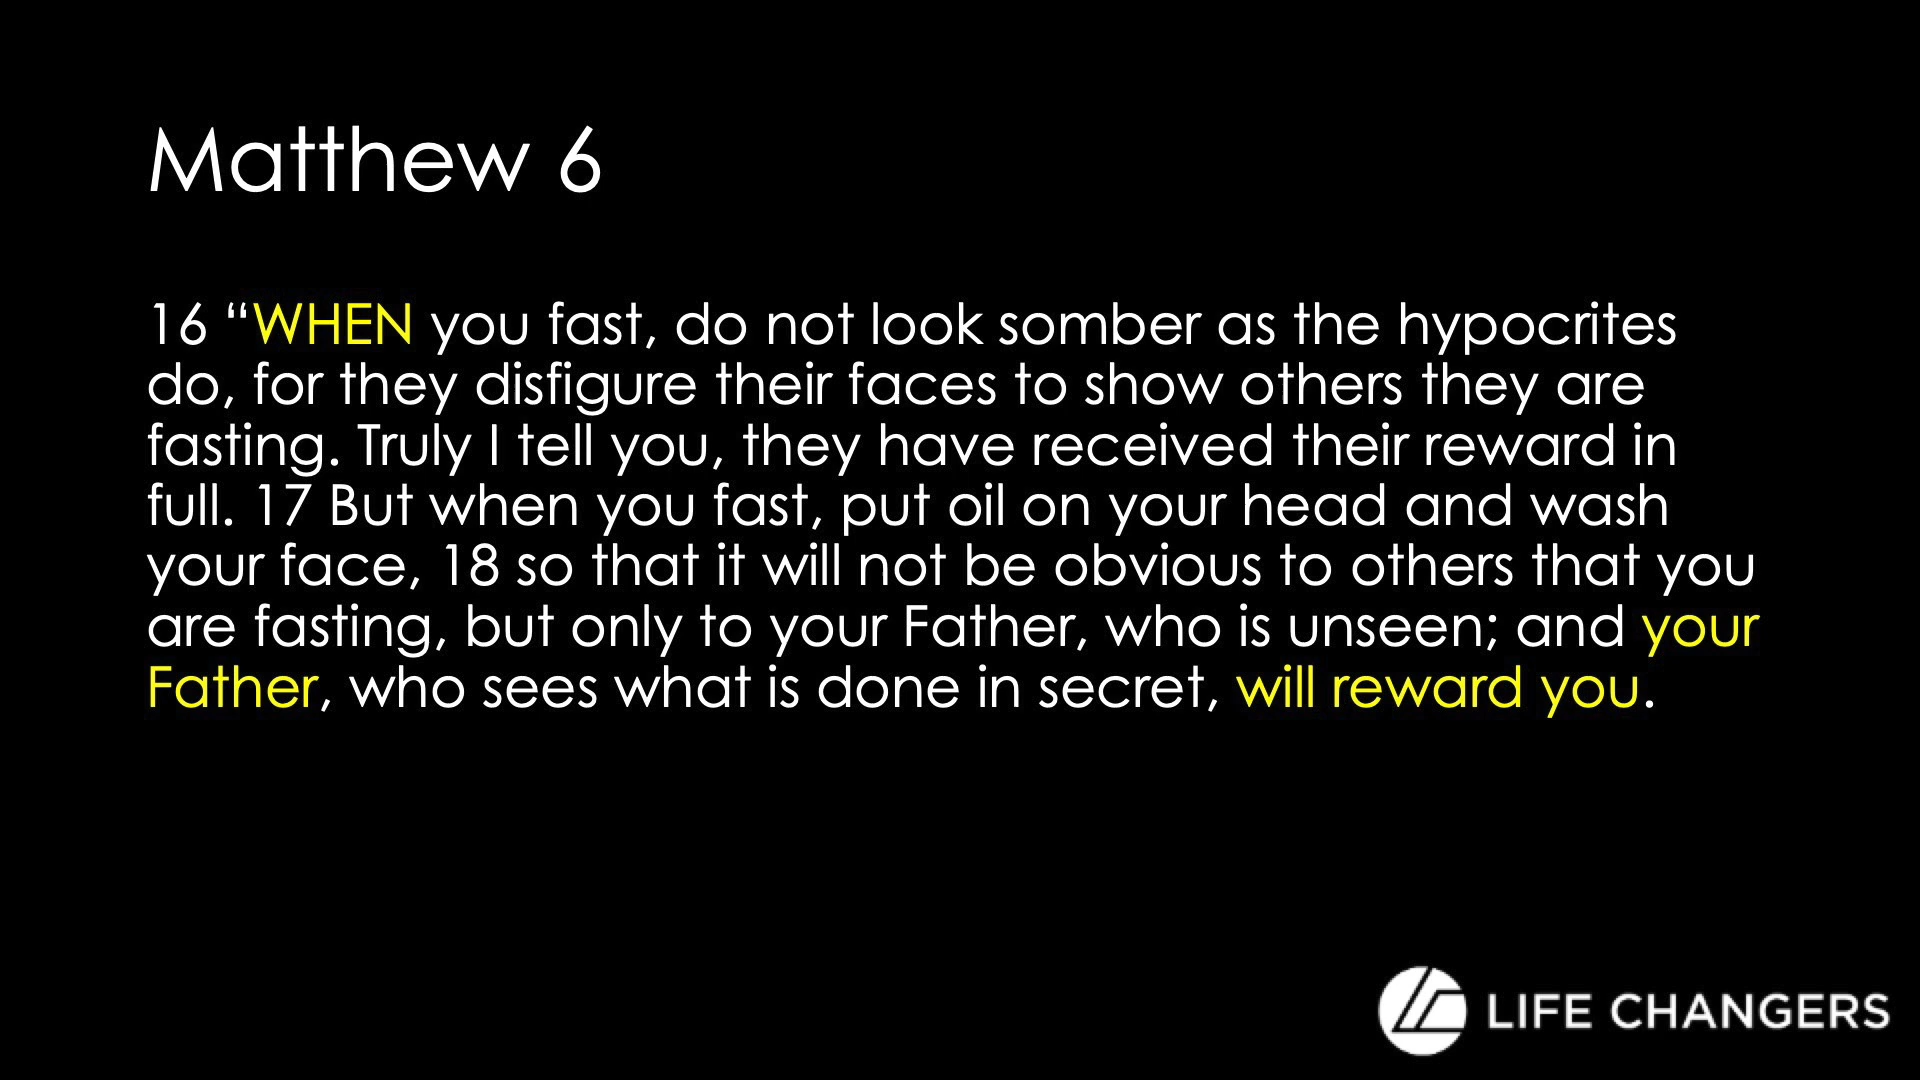 Matthew 6
16 “WHEN you fast, do not look somber as the hypocrites
do, for they disfigure their faces to show others they are
fasting. Truly I tell you, they have received their reward in
full. 17 But when you fast, put oil on your head and wash
your face, 18 so that it will not be obvious to others that you
are fasting, but only to your Father, who is unseen; and your
Father, who sees what is done in secret, will reward you.
LIFE CHANGERS